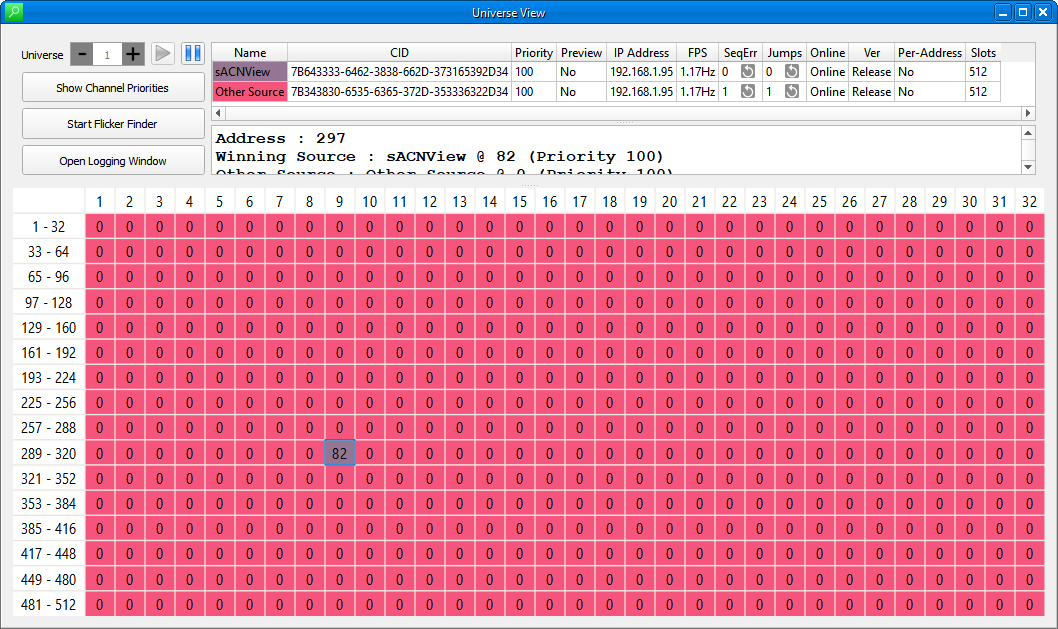 Universe View
Universe - 1 +
Show Channel Priorities
Start Flicker Finder
Open Logging Window
Name CID Priority Preview IP Address FPS SeqErr Jumps Online Ver Per-Address Slots
sACNView 7B643333-6462-3838-662D-373165392D34 100 No 192.168.1.95 1.17Hz 0 0 Online Release No 512
Other Source 7B343830-6535-6365-372D-353336322D34 100 No 192.168.1.95 1.17Hz 1 1 Online Release No 512
Address : 297
Winning Source : sACNView @ 82 (Priority 100)
Other Source : Other Source @ 0 (Priority 100)
1 2 3 4 5 6 7 8 9 10 11 12 13 14 15 16 17 18 19 20 21 22 23 24 25 26 27 28 29 30 31 32
1 - 32 0 0 0 0 0 0 0 0 0 0 0 0 0 0 0 0 0 0 0 0 0 0 0 0 0 0 0 0 0 0 0 0
33 - 64 0 0 0 0 0 0 0 0 0 0 0 0 0 0 0 0 0 0 0 0 0 0 0 0 0 0 0 0 0 0 0 0
65 - 96 0 0 0 0 0 0 0 0 0 0 0 0 0 0 0 0 0 0 0 0 0 0 0 0 0 0 0 0 0 0 0 0
97 - 128 0 0 0 0 0 0 0 0 0 0 0 0 0 0 0 0 0 0 0 0 0 0 0 0 0 0 0 0 0 0 0 0
129 - 160 0 0 0 0 0 0 0 0 0 0 0 0 0 0 0 0 0 0 0 0 0 0 0 0 0 0 0 0 0 0 0 0
161 - 192 0 0 0 0 0 0 0 0 0 0 0 0 0 0 0 0 0 0 0 0 0 0 0 0 0 0 0 0 0 0 0 0
193 - 224 0 0 0 0 0 0 0 0 0 0 0 0 0 0 0 0 0 0 0 0 0 0 0 0 0 0 0 0 0 0 0 0
225 - 256 0 0 0 0 0 0 0 0 0 0 0 0 0 0 0 0 0 0 0 0 0 0 0 0 0 0 0 0 0 0 0 0
257 - 288 0 0 0 0 0 0 0 0 0 0 0 0 0 0 0 0 0 0 0 0 0 0 0 0 0 0 0 0 0 0 0 0
289 - 320 0 0 0 0 0 0 0 0 82 0 0 0 0 0 0 0 0 0 0 0 0 0 0 0 0 0 0 0 0 0 0 0
321 - 352 0 0 0 0 0 0 0 0 0 0 0 0 0 0 0 0 0 0 0 0 0 0 0 0 0 0 0 0 0 0 0 0
353 - 384 0 0 0 0 0 0 0 0 0 0 0 0 0 0 0 0 0 0 0 0 0 0 0 0 0 0 0 0 0 0 0 0
385 - 416 0 0 0 0 0 0 0 0 0 0 0 0 0 0 0 0 0 0 0 0 0 0 0 0 0 0 0 0 0 0 0 0
417 - 448 0 0 0 0 0 0 0 0 0 0 0 0 0 0 0 0 0 0 0 0 0 0 0 0 0 0 0 0 0 0 0 0
449 - 480 0 0 0 0 0 0 0 0 0 0 0 0 0 0 0 0 0 0 0 0 0 0 0 0 0 0 0 0 0 0 0 0
481 - 512 0 0 0 0 0 0 0 0 0 0 0 0 0 0 0 0 0 0 0 0 0 0 0 0 0 0 0 0 0 0 0 0